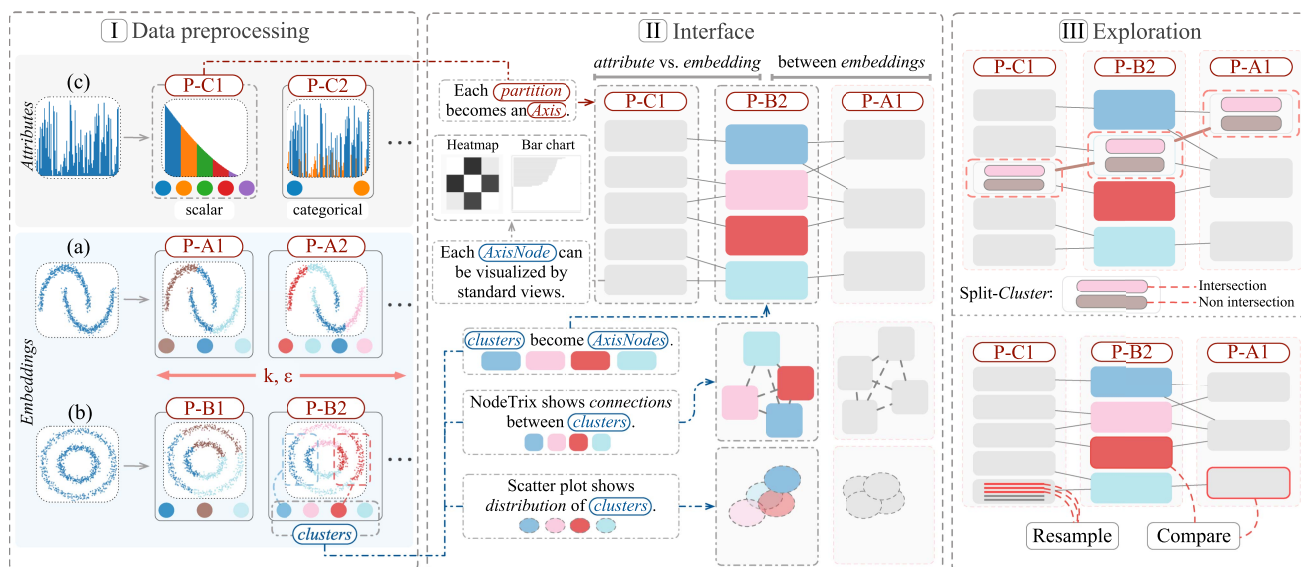 I Data preprocessing
(c)
Attributes
P-C1
P-C2
scalar
categorical
...
(a)
P-A1
P-A2
...
Embeddings
k, ε
(b)
P-B1
P-B2
...
clusters
II Interface
attribute vs. embedding
between embeddings
Each partition
becomes an Axis.
P-C1
P-B2
P-A1
Heatmap
Bar chart
Each AxisNode can
be visualized by
standard views.
clusters become AxisNodes.
NodeTrix shows connections
between clusters.
Scatter plot shows
distribution of clusters.
III Exploration
P-C1
P-B2
P-A1
Split-Cluster:
Intersection
Non intersection
P-C1
P-B2
P-A1
Resample
Compare